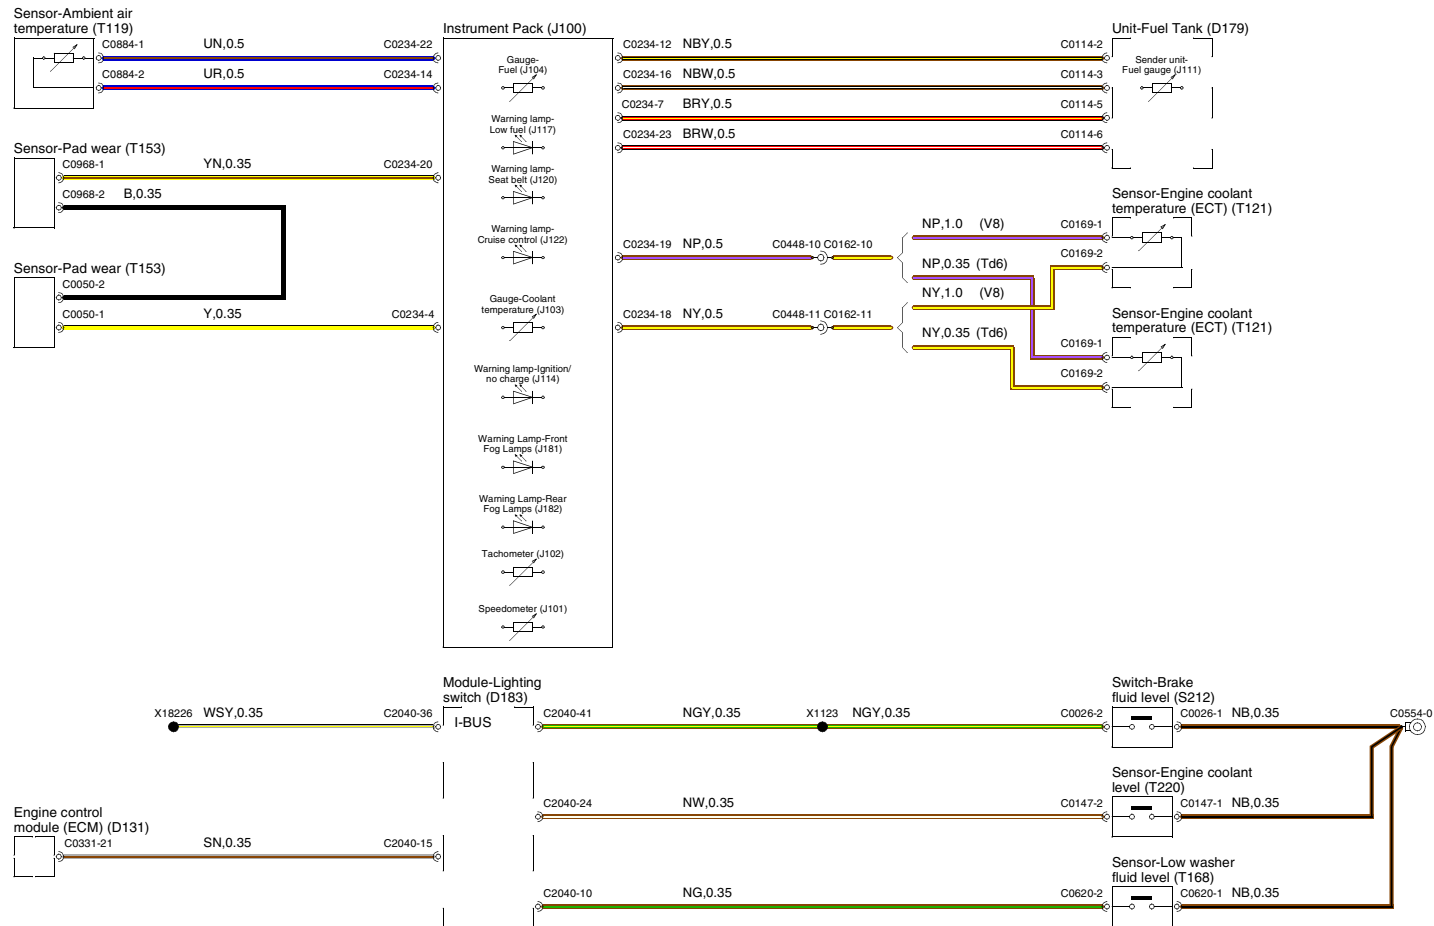 Sensor-Ambient air
temperature (T119)
C0884-1 UN,0.5 C0234-22
C0884-2 UR,0.5 C0234-14
Sensor-Pad wear (T153)
C0968-1 YN,0.35 C0234-20
C0968-2 B,0.35
Sensor-Pad wear (T153)
C0050-2
C0050-1 Y,0.35 C0234-4
Instrument Pack (J100)
Gauge-
Fuel (J104)
Warning lamp-
Low fuel (J117)
Warning lamp-
Seat belt (J120)
Warning lamp-
Cruise control (J122)
Gauge-Coolant
temperature (J103)
Warning lamp-Ignition/
no charge (J114)
Warning Lamp-Front
Fog Lamps (J181)
Warning Lamp-Rear
Fog Lamps (J182)
Tachometer (J102)
Speedometer (J101)
Unit-Fuel Tank (D179)
Sender unit-
Fuel gauge (J111)
C0234-12 NBY,0.5 C0114-2
C0234-16 NBW,0.5 C0114-3
C0234-7 BRY,0.5 C0114-5
C0234-23 BRW,0.5 C0114-6
Sensor-Engine coolant
temperature (ECT) (T121)
NP,1.0 (V8) C0169-1
C0234-19 NP,0.5 C0448-10 C0162-10
C0169-2
NP,0.35 (Td6)
NY,1.0 (V8)
C0234-18 NY,0.5 C0448-11 C0162-11
NY,0.35 (Td6)
Sensor-Engine coolant
temperature (ECT) (T121)
C0169-1
C0169-2
Module-Lighting
switch (D183)
I-BUS
X18226 WSY,0.35 C2040-36
C2040-41 NGY,0.35 X1123 NGY,0.35 C0026-2
Switch-Brake
fluid level (S212)
C0026-1 NB,0.35 C0554-0
Sensor-Engine coolant
level (T220)
C2040-24 NW,0.35 C0147-2
C0147-1 NB,0.35
Engine control
module (ECM) (D131)
C0331-21 SN,0.35 C2040-15
Sensor-Low washer
fluid level (T168)
C2040-10 NG,0.35 C0620-2
C0620-1 NB,0.35